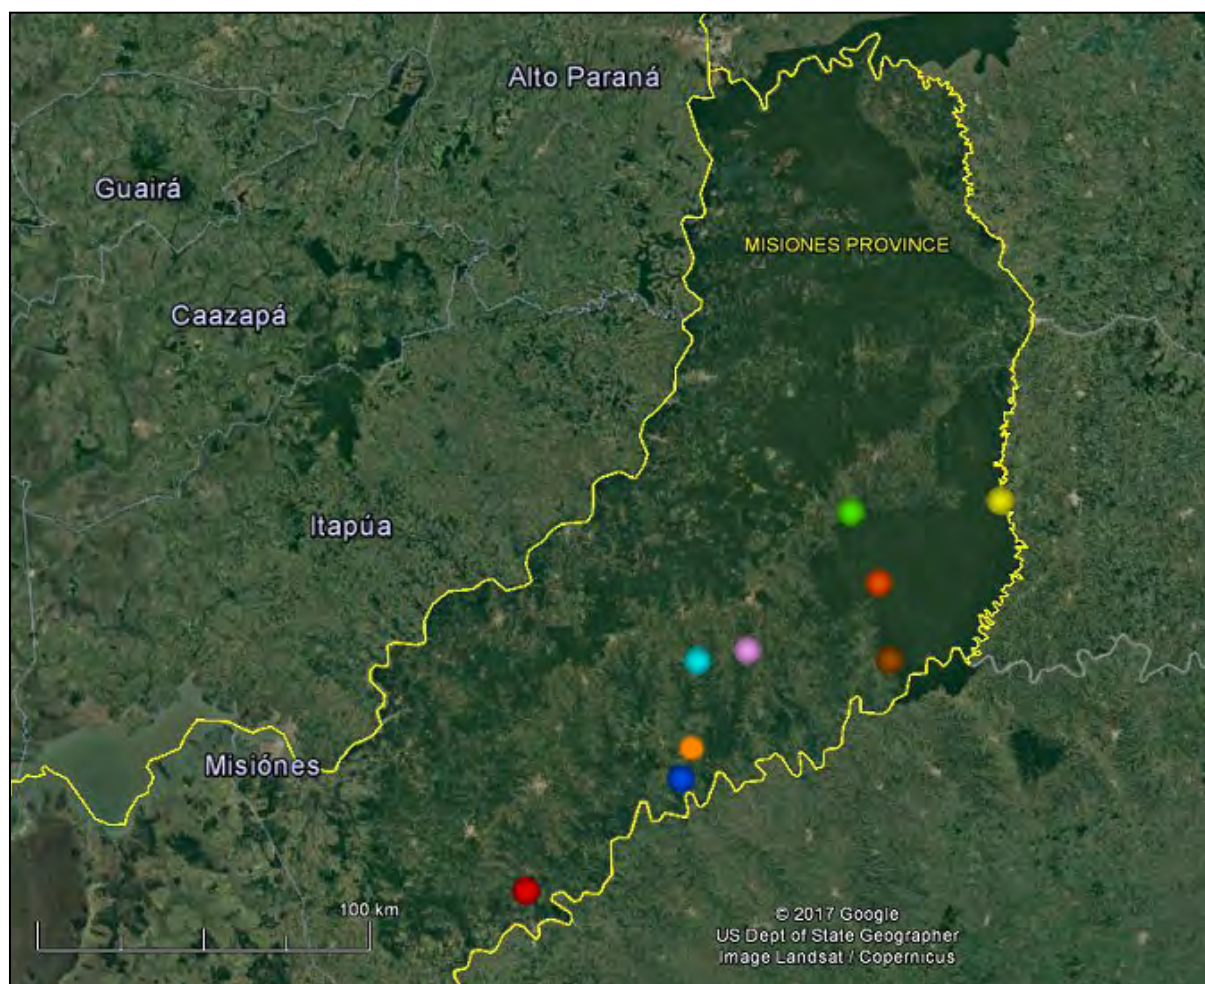 Alto Paraná
Guairá
MISIONES PROVINCE
Caazapá
Itapúa
Misiónes
100 km
© 2017 Google
US Dept of State Geographer
Image Landsat / Copernicus